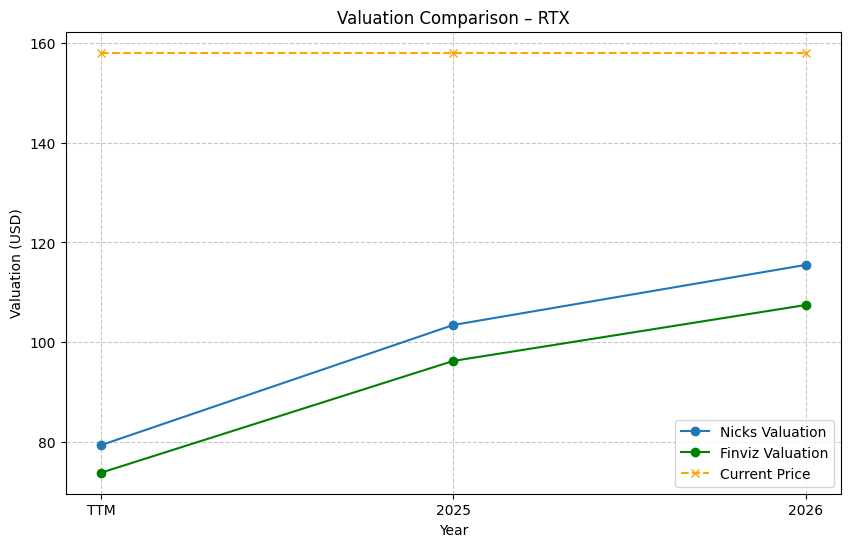 Valuation Comparison – RTX
160
140
120
100
80
Valuation (USD)
TTM
2025
2026
Year
Nicks Valuation
Finviz Valuation
Current Price